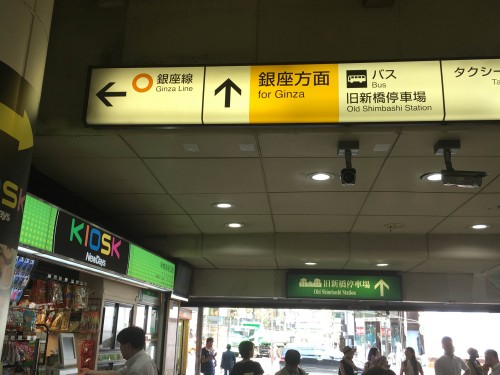 銀座線
Ginza Line
銀座方面
for Ginza
バス
Bus
旧新橋停車場
Old Shimbashi Station
タクシー
Ta
KIOSK
NewDays
KIOSK
旧新橋停車場
Old Shimbashi Station